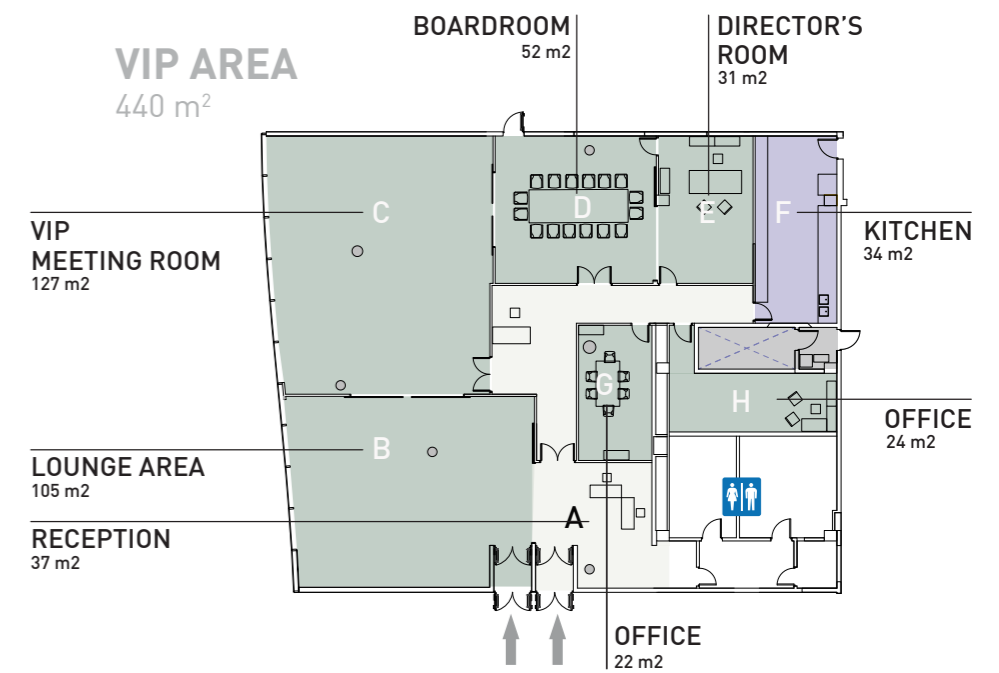 VIP AREA
440 m²
BOARDROOM
52 m2
DIRECTOR'S
ROOM
31 m2
C
D
E
F
VIP
MEETING ROOM
127 m2
KITCHEN
34 m2
G
H
OFFICE
24 m2
B
LOUNGE AREA
105 m2
A
RECEPTION
37 m2
OFFICE
22 m2